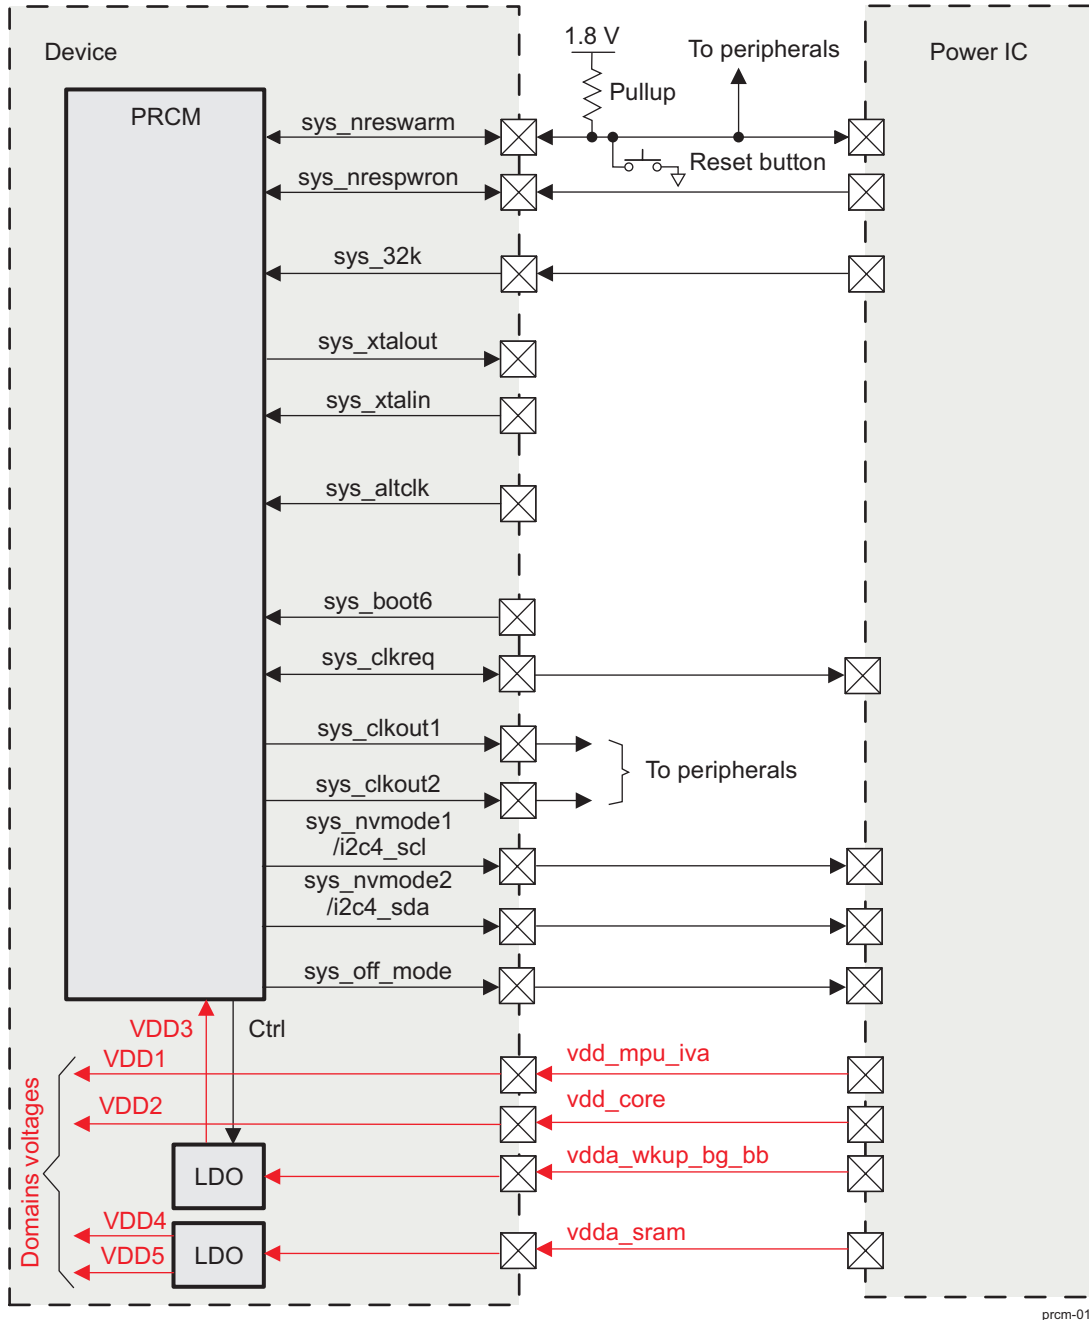 Device
1.8 V
To peripherals
Power IC
Pullup
PRCM
sys_nreswarm
Reset button
sys_nrespwron
sys_32k
sys_xtalout
sys_xtalin
sys_altclk
sys_boot6
sys_clkreq
sys_clkout1
To peripherals
sys_clkout2
sys_nvmode1
/i2c4_scl
sys_nvmode2
/i2c4_sda
sys_off_mode
VDD3
Ctrl
VDD1
vdd_mpu_iva
VDD2
vdd_core
Domains voltages
LDO
vdda_wkup_bg_bb
VDD4
VDD5
LDO
vdda_sram
prcm-01